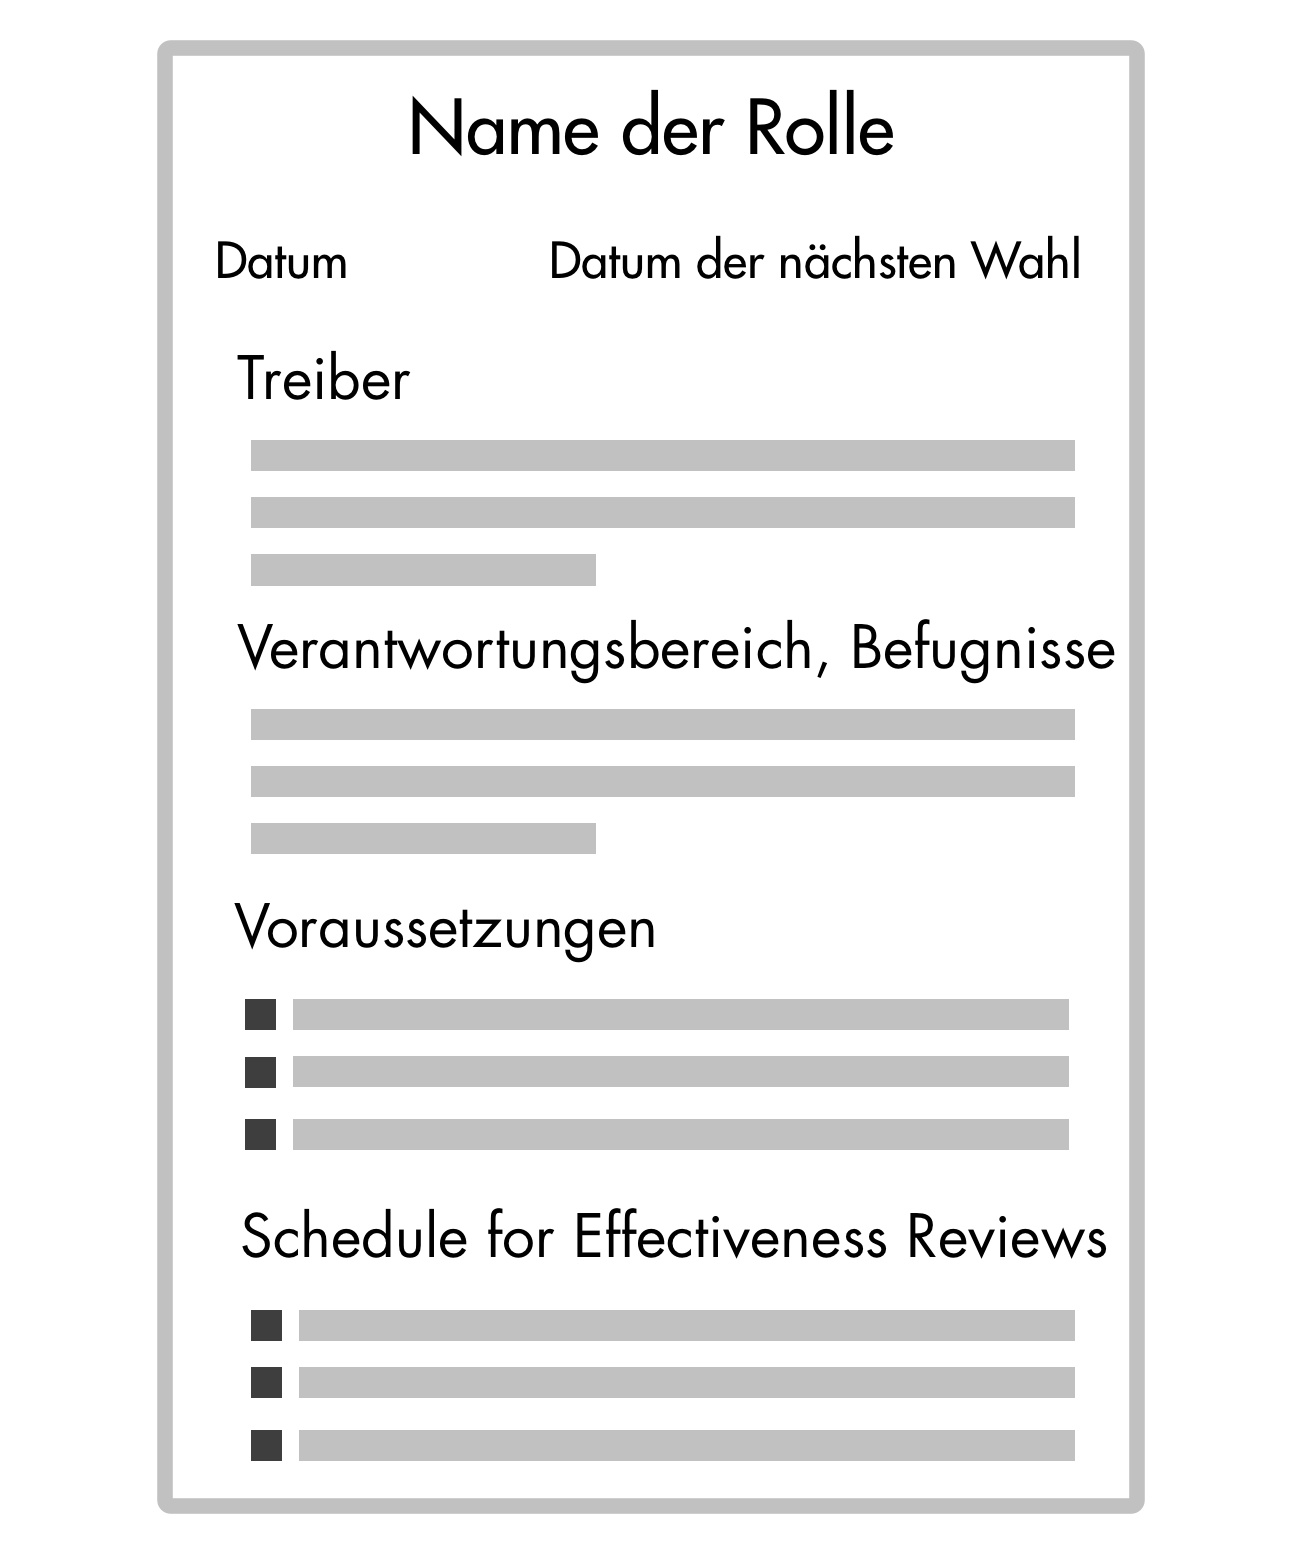 Name der Rolle
Datum Datum der nächsten Wahl
Treiber
Verantwortungsbereich, Befugnisse
Voraussetzungen
Schedule for Effectiveness Reviews